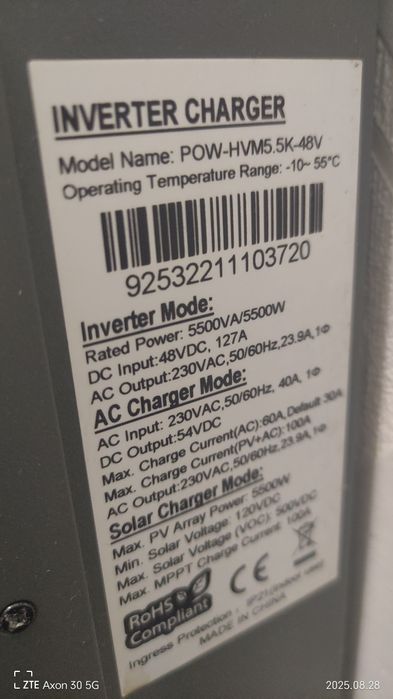 INVERTER CHARGER
Model Name: POW-HVM5.5K-48V
Operating Temperature Range: -10~ 55°C
92532211103720
Inverter Mode:
Rated Power: 5500VA/5500W
DC Input:48VDC, 127A
AC Output:230VAC,50/60Hz,23.9A,1Φ
AC Charger Mode:
AC Input: 230VAC,50/60Hz, 40A, 1Φ
DC Output:54VDC
Max. Charge Current(AC):60A,Default 30A
Max. Charge Current(PV+AC):100A
AC Output:230VAC,50/60Hz,23.9A,1Φ
Solar Charger Mode:
Max. PV Array Power: 5500W
Min. Solar Voltage: 120VDC
Max. Solar Voltage (VOC): 500VDC
Max. MPPT Charge Current 100A
RoHS
Compliant
CE
Ingress Protection : IP21(indoor use)
MADE IN CHINA
ZTE Axon 30 5G
2025.08.28